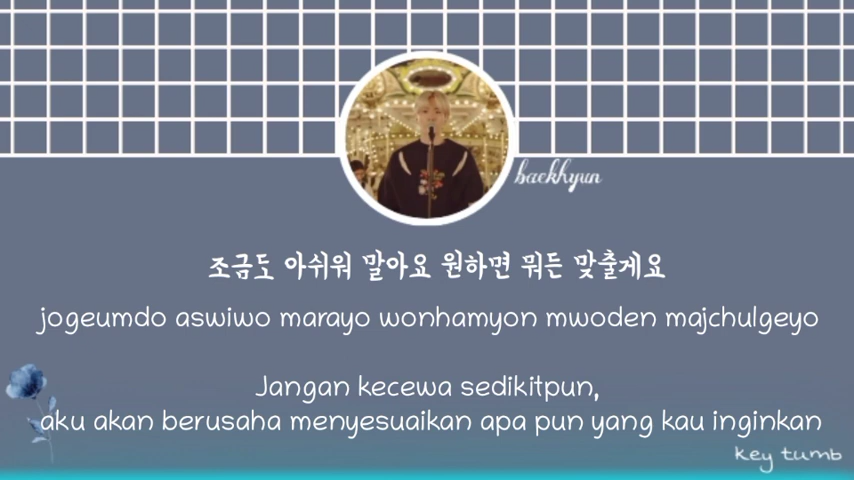 baekhyun
조금도 아쉬워 말아요 원하면 뭐든 맞출게요
jogeumdo aswiwo marayo wonhamyon mwoden majchulgeyo
Jangan kecewa sedikitpun,
aku akan berusaha menyesuaikan apa pun yang kau inginkan
key tumb